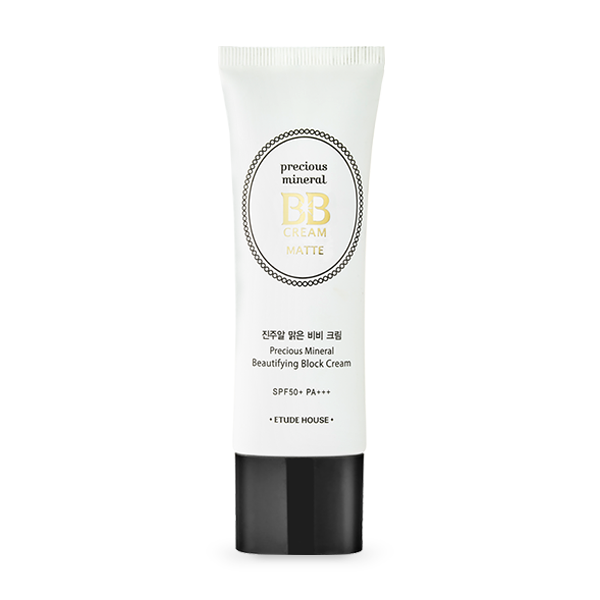 precious
mineral
BB
CREAM
MATTE
진주알 맑은 비비 크림
Precious Mineral
Beautifying Block Cream
SPF50+ PA+++
• ETUDE HOUSE •